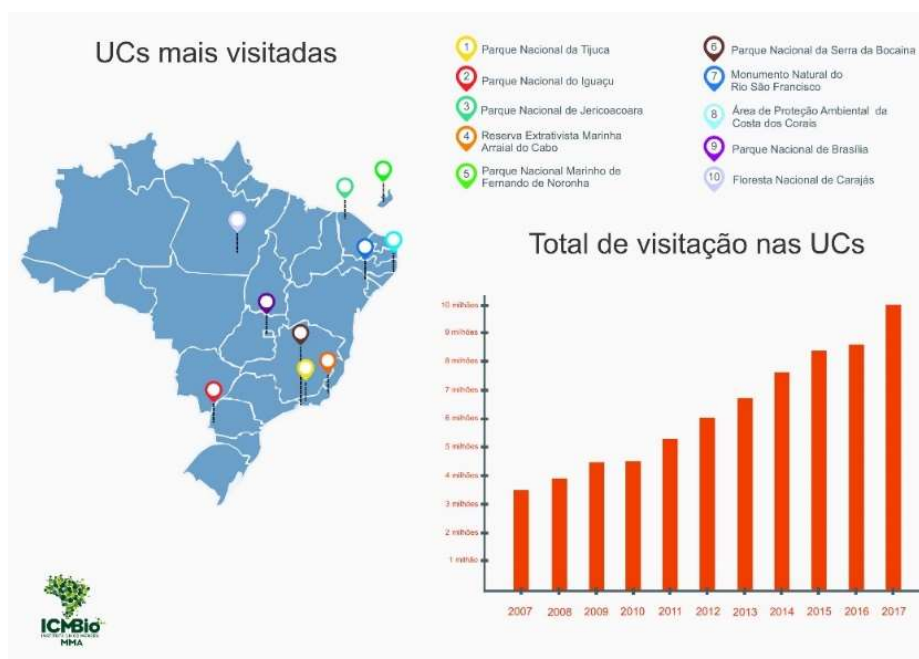 UCs mais visitadas
1 Parque Nacional da Tijuca
2 Parque Nacional do Iguaçu
3 Parque Nacional de Jericoacoara
4 Reserva Extrativista Marinha
Arraial do Cabo
5 Parque Nacional Marinho de
Fernando de Noronha
6 Parque Nacional da Serra da Bocaina
7 Monumento Natural do
Rio São Francisco
8 Área de Proteção Ambiental da
Costa dos Corais
9 Parque Nacional de Brasília
10 Floresta Nacional de Carajás
Total de visitação nas UCs
10 milhões
9 milhões
8 milhões
7 milhões
6 milhões
5 milhões
4 milhões
3 milhões
2 milhões
1 milhão
2007 2008 2009 2010 2011 2012 2013 2014 2015 2016 2017
ICMBio
MMA